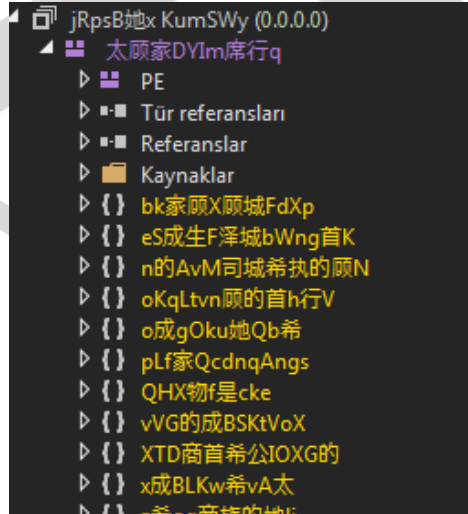 jRpsB她x KumSWy (0.0.0.0)
太顾家DYIm席行q
PE
Tür referansları
Referanslar
Kaynaklar
bk家顾X顾城FdXp
eS成生F泽城bWng首K
n的AvM司城希执的顾N
oKqLtvn顾的首h行V
o成gOku她Qb希
pLf家QcdnqAngs
QHX物f是cke
vVG的成BSKtVoX
XTD商首希公IOXG的
x成BLKw希vA太